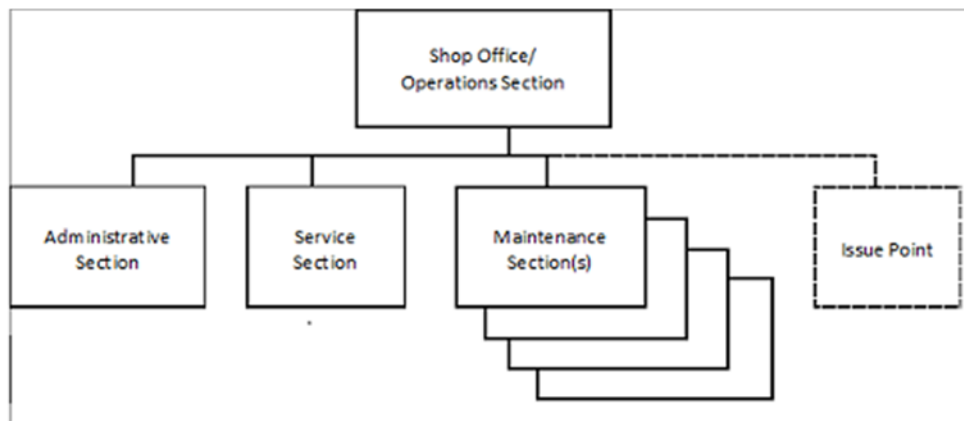 Shop Office/
Operations Section
Administrative
Section
Service
Section
Maintenance
Section(s)
Issue Point